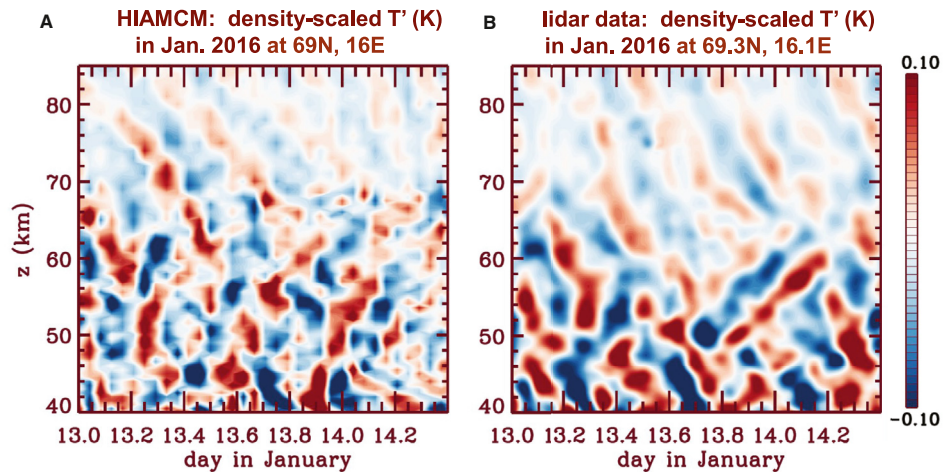 A
HIAMCM: density-scaled T' (K)
in Jan. 2016 at 69N, 16E
B
lidar data: density-scaled T' (K)
in Jan. 2016 at 69.3N, 16.1E
0.10
80
70
60
50
40
z (km)
13.0 13.4 13.6 13.8 14.0 14.2
day in January
80
70
60
50
40
13.0 13.2 13.4 13.6 13.8 14.0 14.2
day in January
−0.10